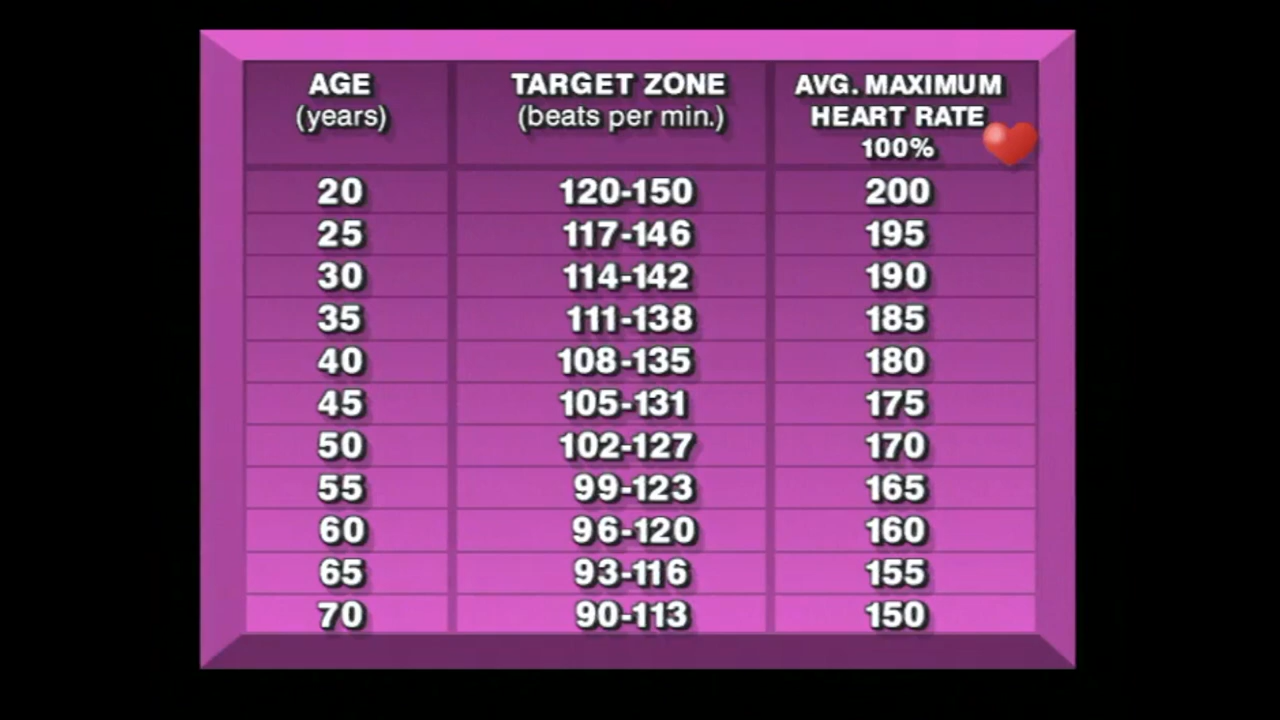 AGE TARGET ZONE AVG. MAXIMUM
(years) (beats per min.) HEART RATE
100%
20 120-150 200
25 117-146 195
30 114-142 190
35 111-138 185
40 108-135 180
45 105-131 175
50 102-127 170
55 99-123 165
60 96-120 160
65 93-116 155
70 90-113 150